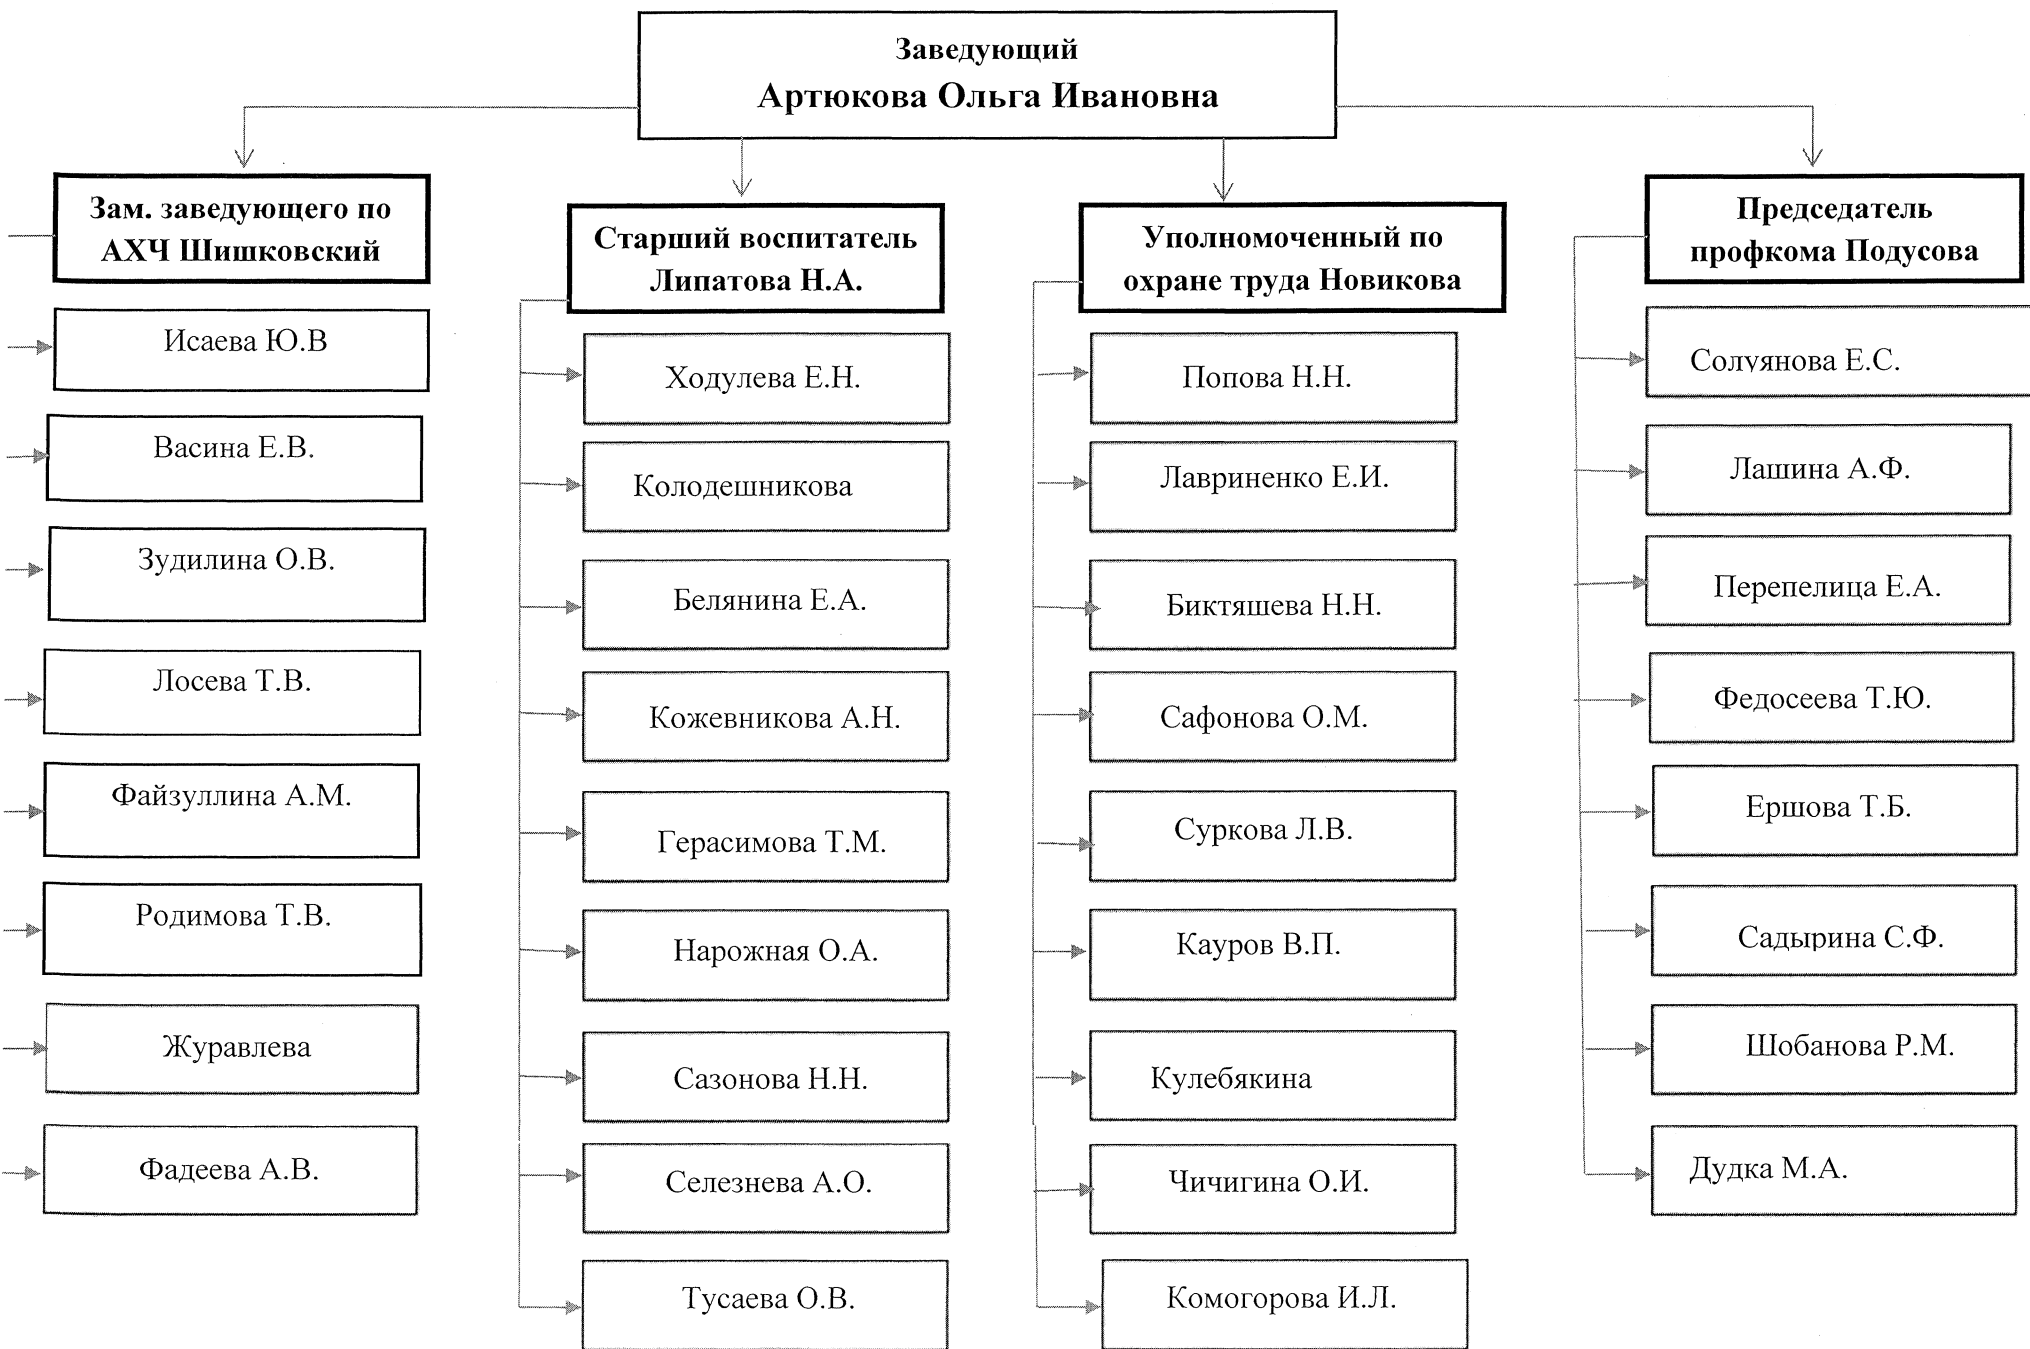 Заведующий
Артюкова Ольга Ивановна
Зам. заведующего по
АХЧ Шишковский
Исаева Ю.В
Васина Е.В.
Зудилина О.В.
Лосева Т.В.
Файзуллина А.М.
Родимова Т.В.
Журавлева
Фадеева А.В.
Старший воспитатель
Липатова Н.А.
Ходулева Е.Н.
Колодешникова
Белянина Е.А.
Кожевникова А.Н.
Герасимова Т.М.
Нарожная О.А.
Сазонова Н.Н.
Селезнева А.О.
Тусаева О.В.
Уполномоченный по
охране труда Новикова
Попова Н.Н.
Лавриненко Е.И.
Биктяшева Н.Н.
Сафонова О.М.
Суркова Л.В.
Кауров В.П.
Кулебякина
Чичигина О.И.
Комогорова И.Л.
Председатель
профкома Подусова
Солуянова Е.С.
Лашина А.Ф.
Перепелица Е.А.
Федосеева Т.Ю.
Ершова Т.Б.
Садырина С.Ф.
Шобанова Р.М.
Дудка М.А.